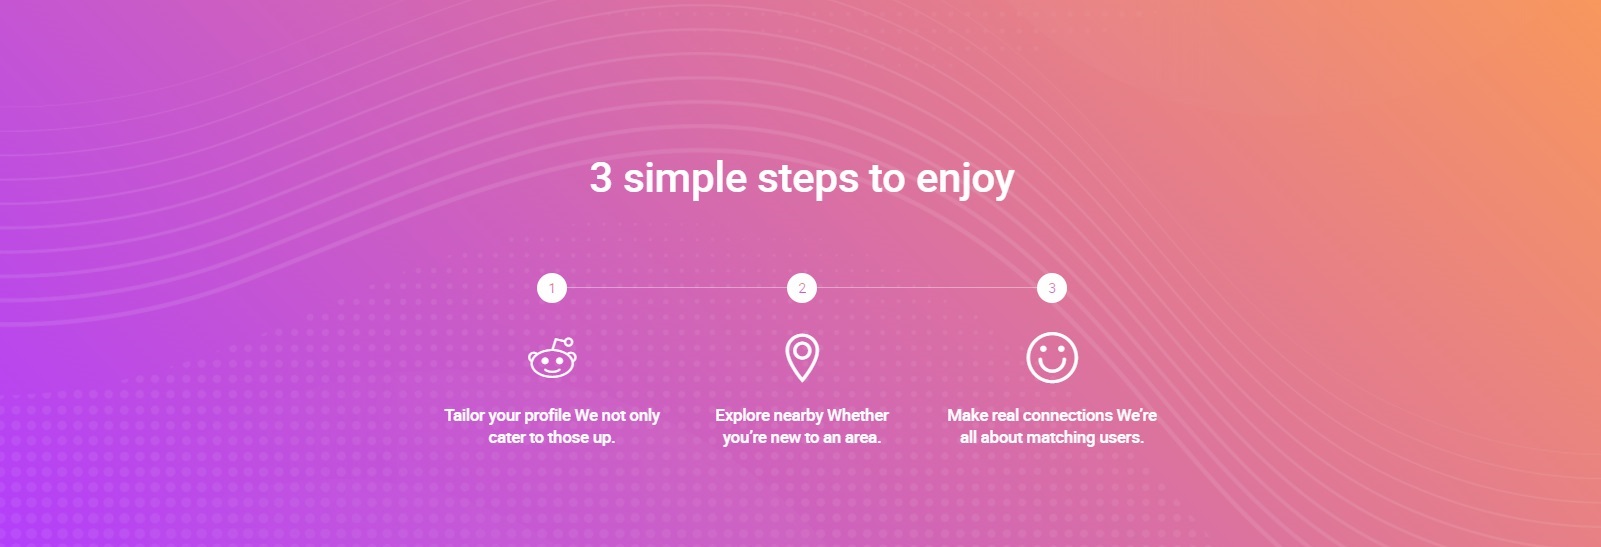 3 simple steps to enjoy
1
2
3
Tailor your profile We not only
cater to those up.
Explore nearby Whether
you’re new to an area.
Make real connections We’re
all about matching users.